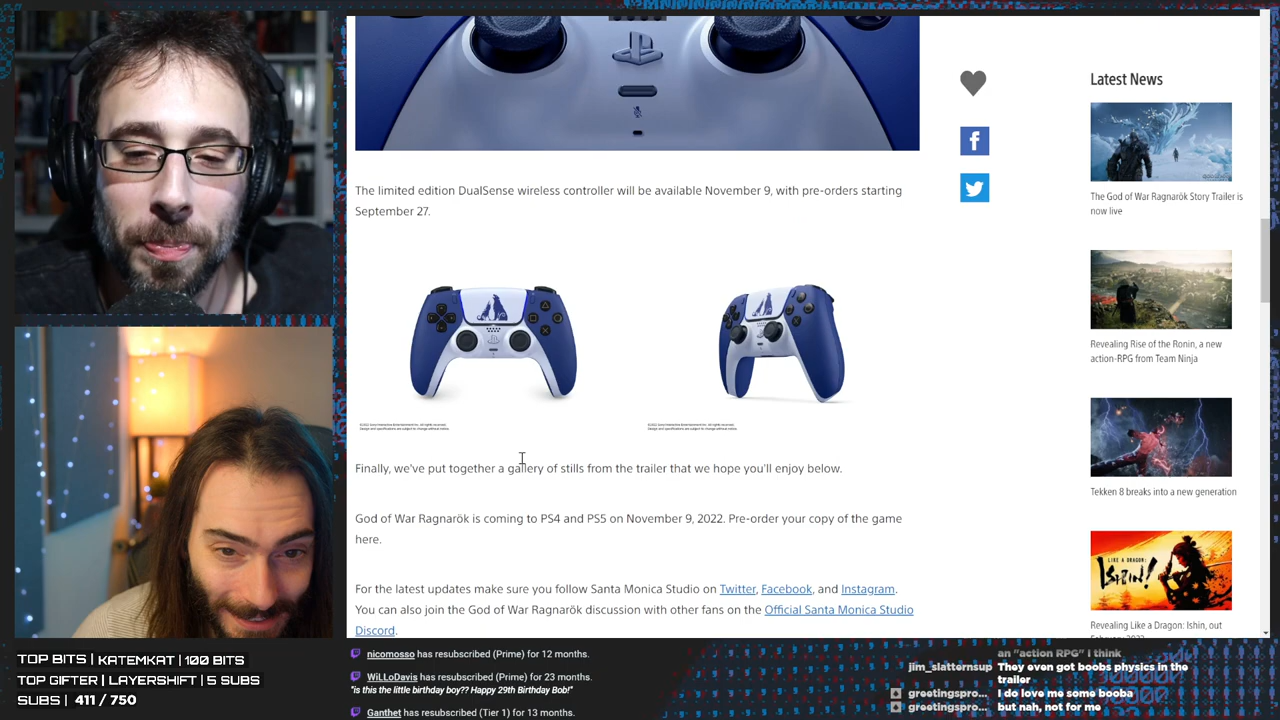 The limited edition DualSense wireless controller will be available November 9, with pre-orders starting
September 27.
Finally, we've put together a gallery of stills from the trailer that we hope you'll enjoy below.
God of War Ragnarök is coming to PS4 and PS5 on November 9, 2022. Pre-order your copy of the game
here.
For the latest updates make sure you follow Santa Monica Studio on Twitter, Facebook, and Instagram.
You can also join the God of War Ragnarök discussion with other fans on the Official Santa Monica Studio
Discord.
Latest News
The God of War Ragnarök Story Trailer is
now live
Revealing Rise of the Ronin, a new
action-RPG from Team Ninja
Tekken 8 breaks into a new generation
LIKE A DRAGON:
Ishin!
Revealing Like a Dragon: Ishin, out
TOP BITS | KATEMKAT | 100 BITS
TOP GIFTER | LAYERSHIFT | 5 SUBS
SUBS | 411 / 750
nicomosso has resubscribed (Prime) for 12 months.
WiLLoDavis has resubscribed (Prime) for 23 months.
"is this the little birthday boy?? Happy 29th Birthday Bob!"
Ganthet has resubscribed (Tier 1) for 13 months.
an "action RPG" i think
jim_slatternsup They even got boobs physics in the
trailer
greetingspro... I do love me some booba
greetingspro... but nah, not for me